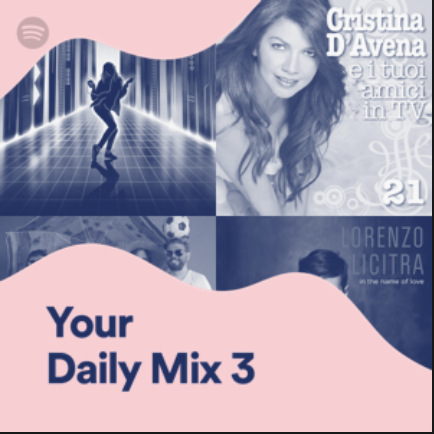 Cristina
D'Avena
e i tuoi
amici
in TV
21
LORENZO
LICITRA
in the name of love
Your
Daily Mix 3